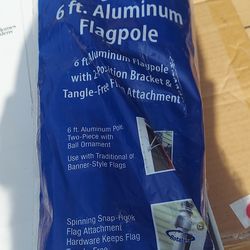 6 ft. Aluminum
Flagpole
6 ft. Aluminum Flagpole
with 2-Position Bracket &
Tangle-Free Flag Attachment
6 ft. Aluminum Pole
Two-Piece with
Ball Ornament
Use with Traditional or
Banner-Style Flags
Spinning Snap-Hook
Flag Attachment
Hardware Keeps Flag